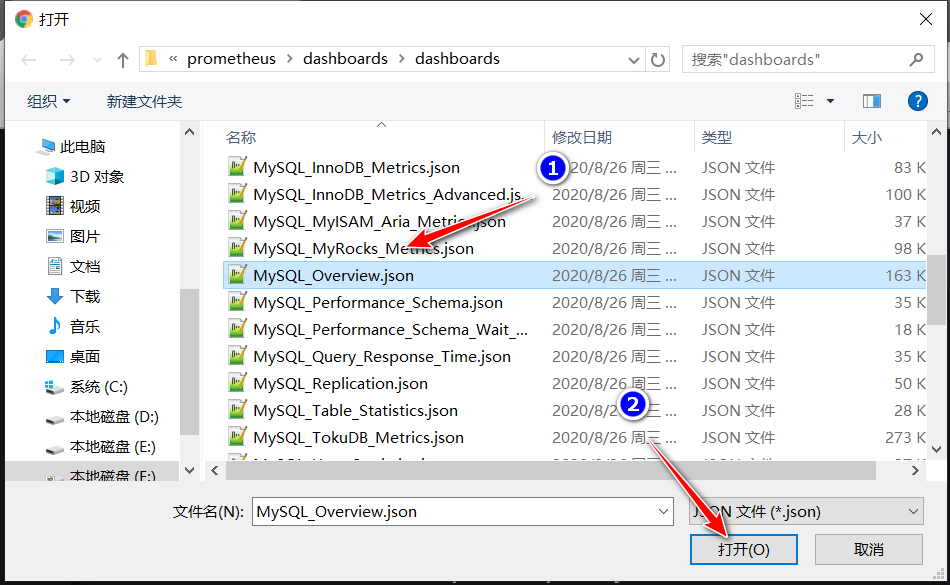 打开
« prometheus › dashboards › dashboards
搜索"dashboards"
组织
新建文件夹
?
名称 修改日期 类型 大小
此电脑
3D 对象
视频
图片
文档
下载
音乐
桌面
系统 (C:)
本地磁盘 (D:)
本地磁盘 (E:)
本地磁盘 (F:)
MySQL_InnoDB_Metrics.json 2020/8/26 周三 ... JSON 文件 83 K
MySQL_InnoDB_Metrics_Advanced.js... 2020/8/26 周三 ... JSON 文件 100 K
MySQL_MyISAM_Aria_Metrics.json 2020/8/26 周三 ... JSON 文件 37 K
MySQL_MyRocks_Metrics.json 2020/8/26 周三 ... JSON 文件 98 K
MySQL_Overview.json 2020/8/26 周三 ... JSON 文件 163 K
MySQL_Performance_Schema.json 2020/8/26 周三 ... JSON 文件 35 K
MySQL_Performance_Schema_Wait_... 2020/8/26 周三 ... JSON 文件 18 K
MySQL_Query_Response_Time.json 2020/8/26 周三 ... JSON 文件 35 K
MySQL_Replication.json 2020/8/26 周三 ... JSON 文件 50 K
MySQL_Table_Statistics.json 2020/8/26 周三 ... JSON 文件 28 K
MySQL_TokuDB_Metrics.json 2020/8/26 周三 ... JSON 文件 273 K
1
2
文件名(N): MySQL_Overview.json
JSON 文件 (*.json)
打开(O)
取消